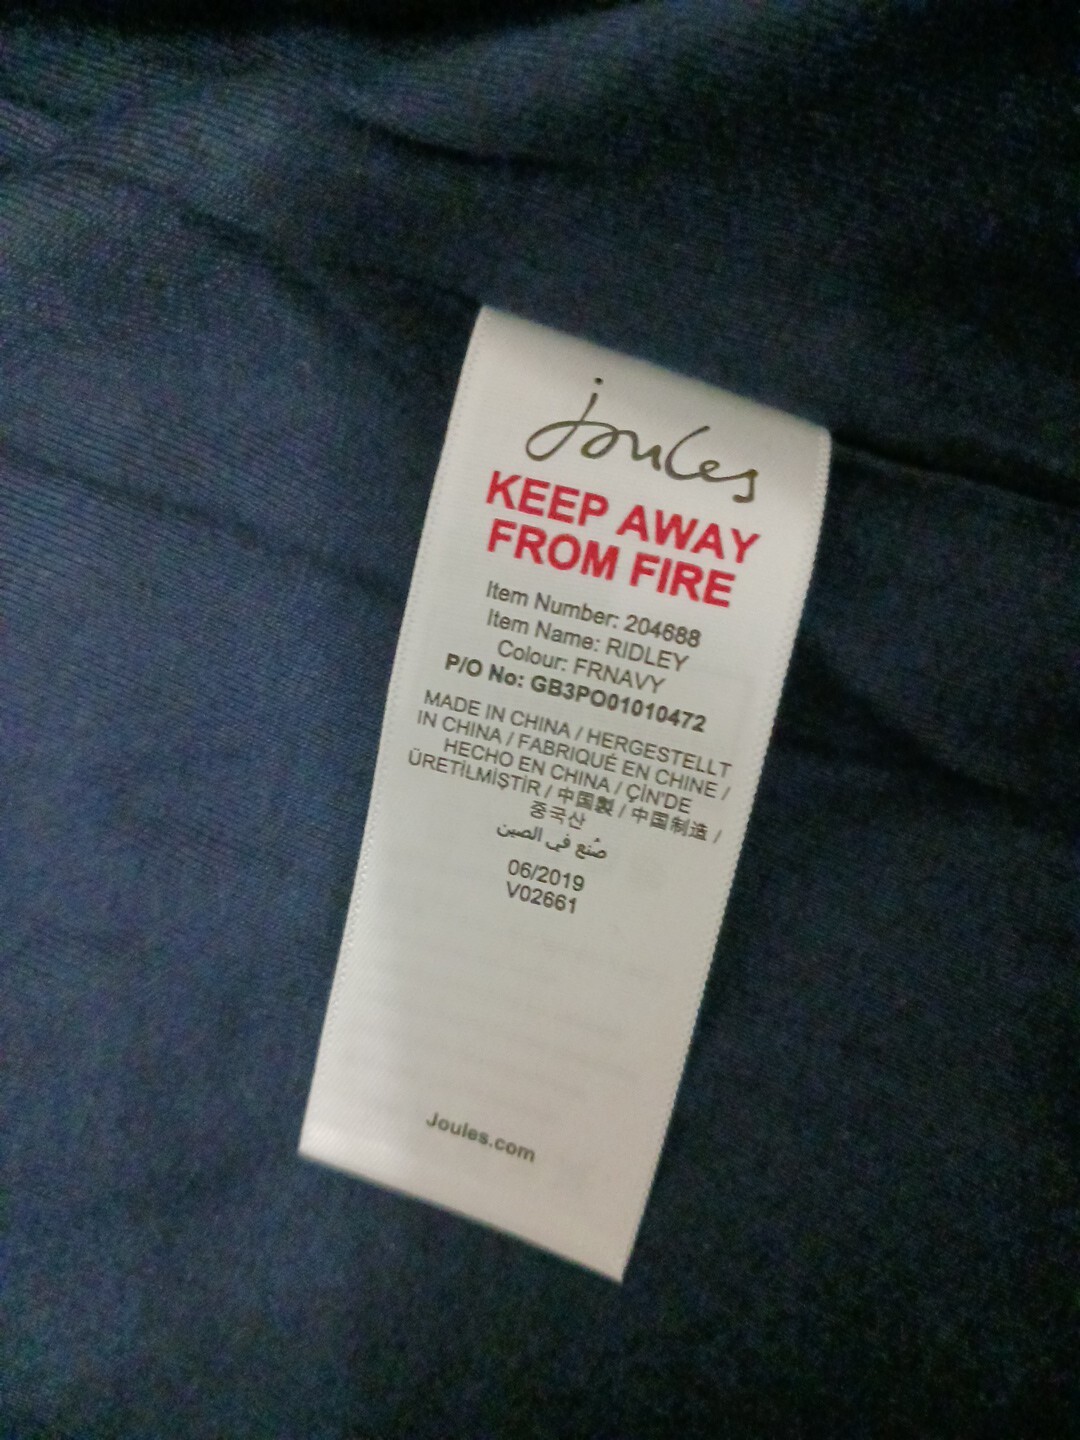 joules
KEEP AWAY
FROM FIRE
Item Number: 204688
Item Name: RIDLEY
Colour: FRNAVY
P/O No: GB3PO01010472
MADE IN CHINA / HERGESTELLT
IN CHINA / FABRIQUÉ EN CHINE /
HECHO EN CHINA / ÇİN'DE
ÜRETİLMİŞTİR / 中国製 / 中国制造 /
중국산
صُنع في الصين
06/2019
V02661
Joules.com